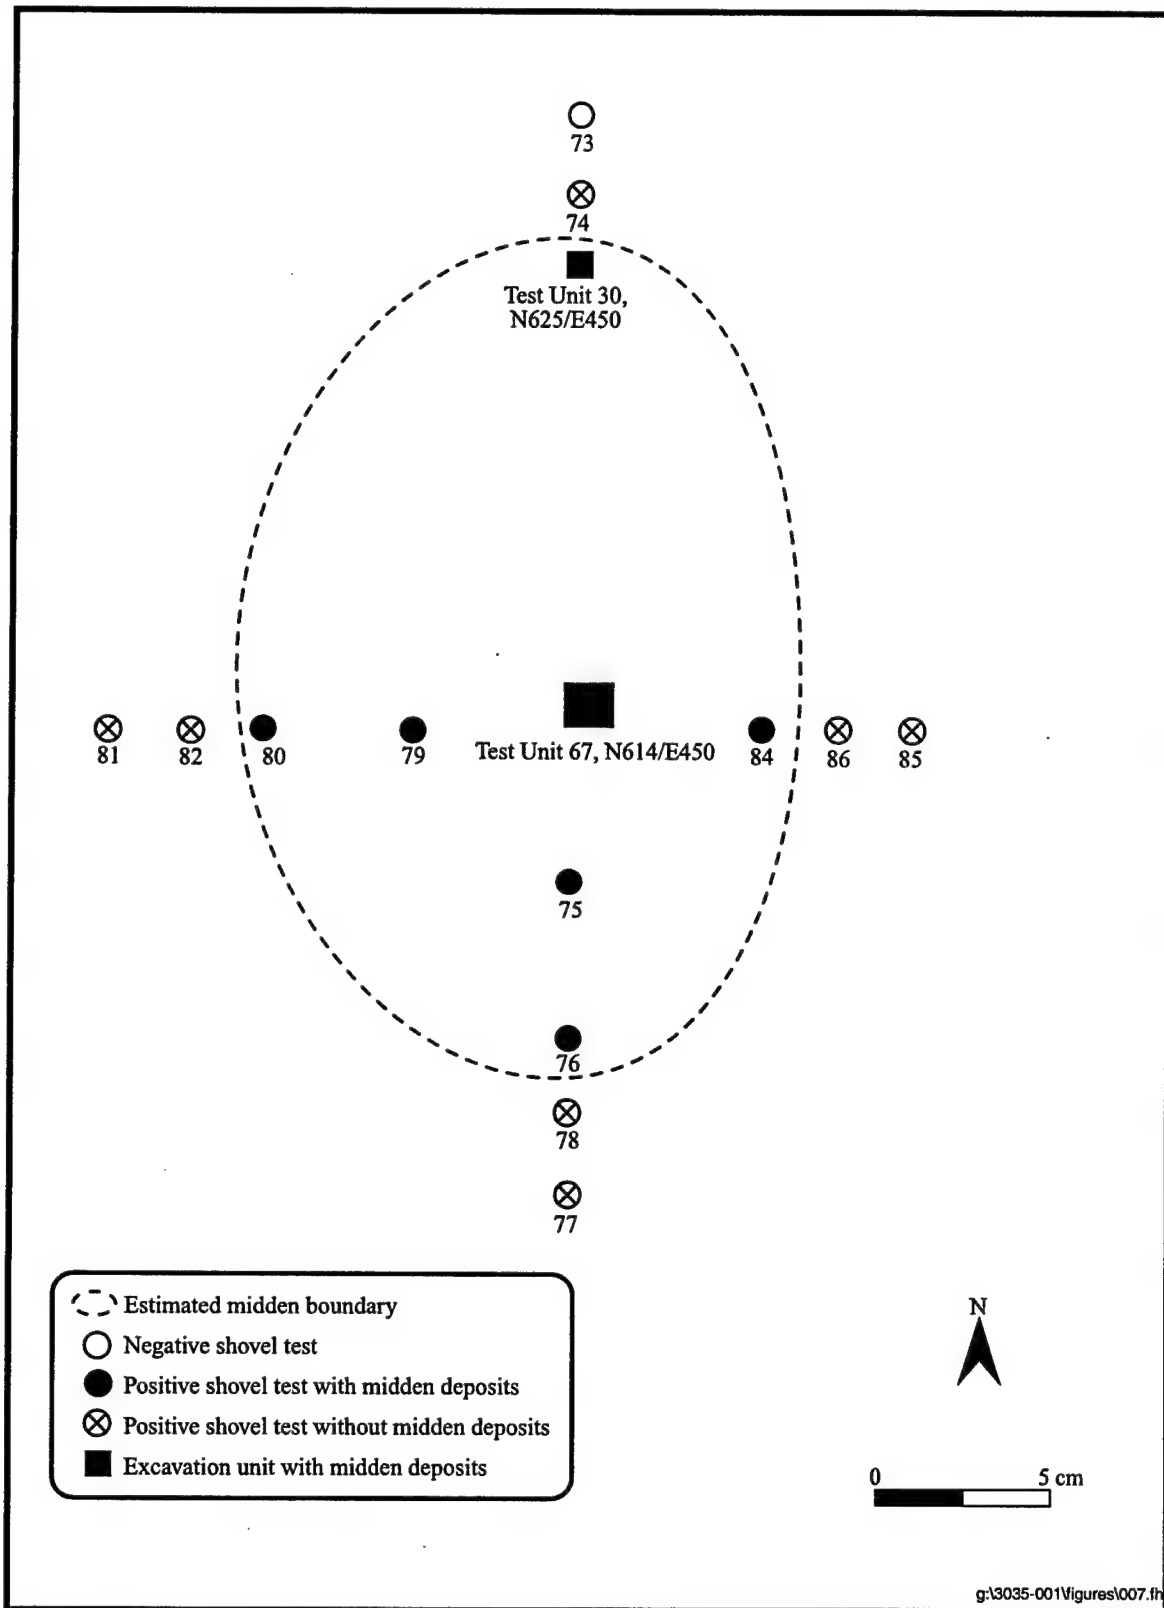 73
74
Test Unit 30,
N625/E450
81
82
80
79
Test Unit 67, N614/E450
84
86
85
75
76
78
77
Estimated midden boundary
Negative shovel test
Positive shovel test with midden deposits
Positive shovel test without midden deposits
Excavation unit with midden deposits
N
0 5 cm
g:\3035-001\figures\007.fh